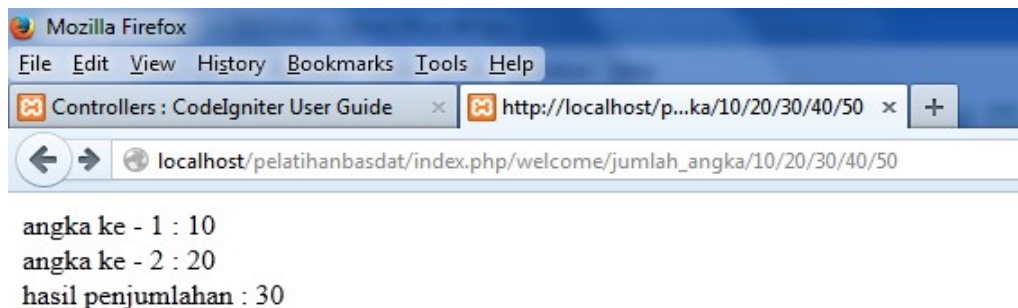 Mozilla Firefox
File Edit View History Bookmarks Tools Help
Controllers : CodeIgniter User Guide × http://localhost/p...ka/10/20/30/40/50 × +
localhost/pelatihanbasdat/index.php/welcome/jumlah_angka/10/20/30/40/50
angka ke - 1 : 10
angka ke - 2 : 20
hasil penjumlahan : 30